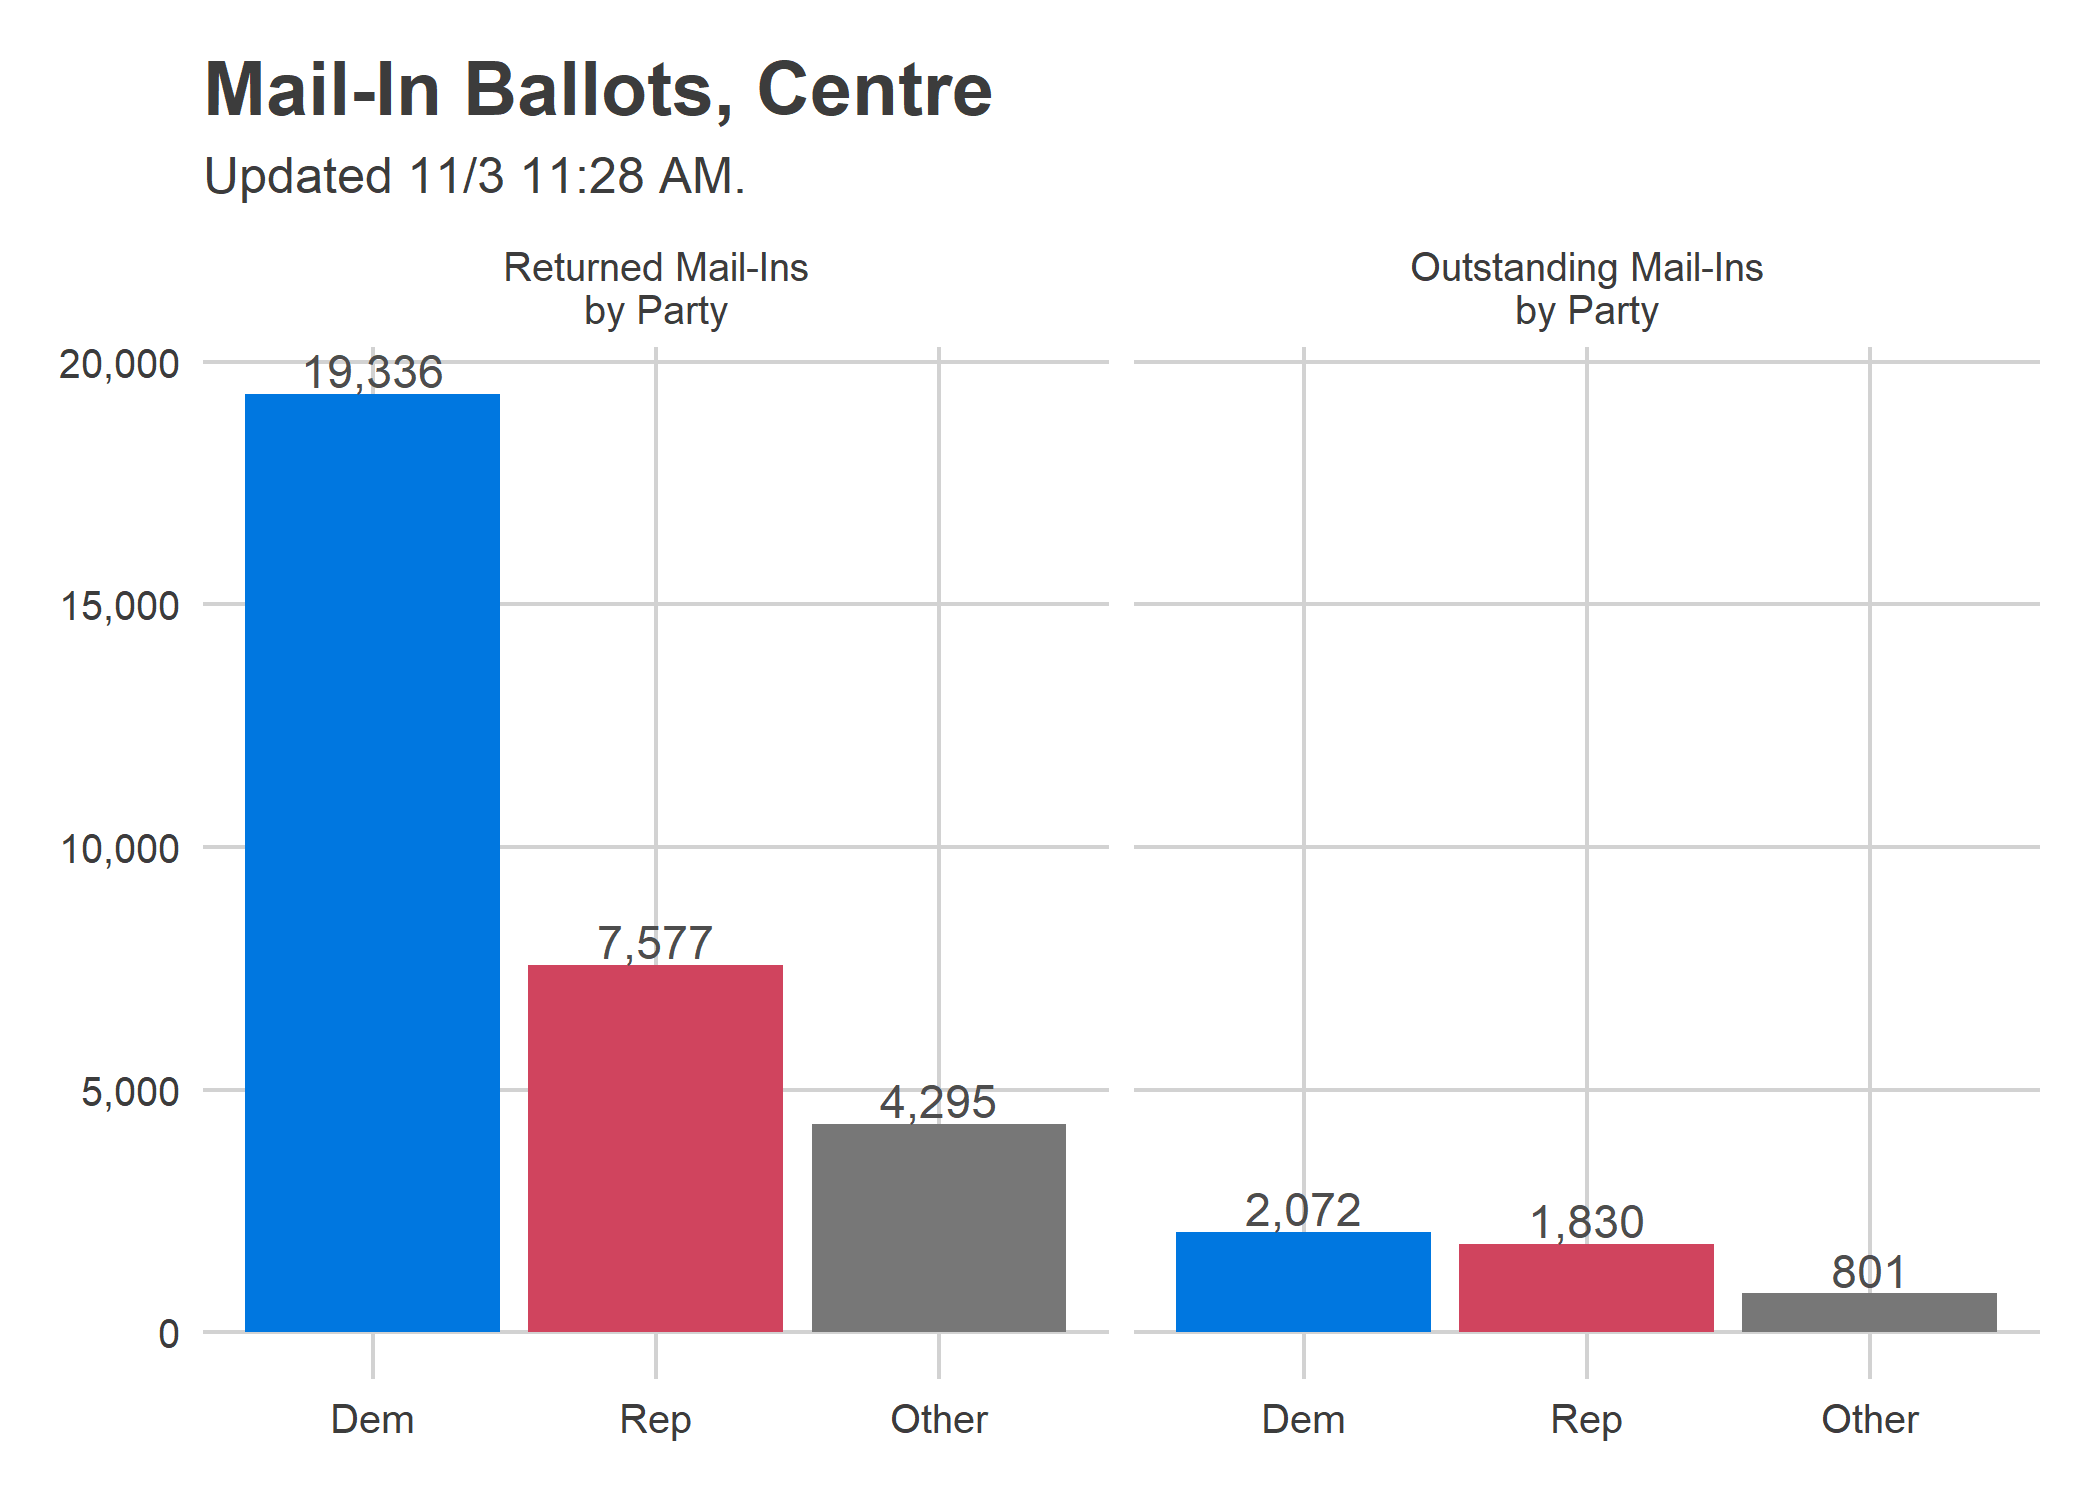 Mail-In Ballots, Centre
Updated 11/3 11:28 AM.
Returned Mail-Ins
by Party
Outstanding Mail-Ins
by Party
20,000
15,000
10,000
5,000
0
19,336
7,577
4,295
2,072
1,830
801
Dem
Rep
Other
Dem
Rep
Other